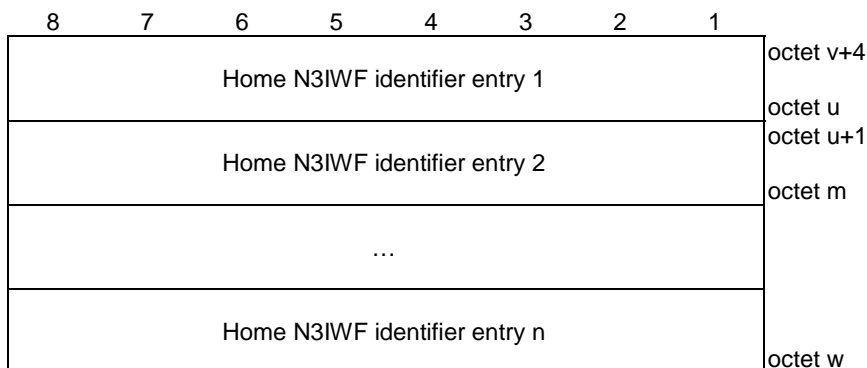 8 7 6 5 4 3 2 1
Home N3IWF identifier entry 1
octet v+4
octet u
Home N3IWF identifier entry 2
octet u+1
octet m
…
Home N3IWF identifier entry n
octet w